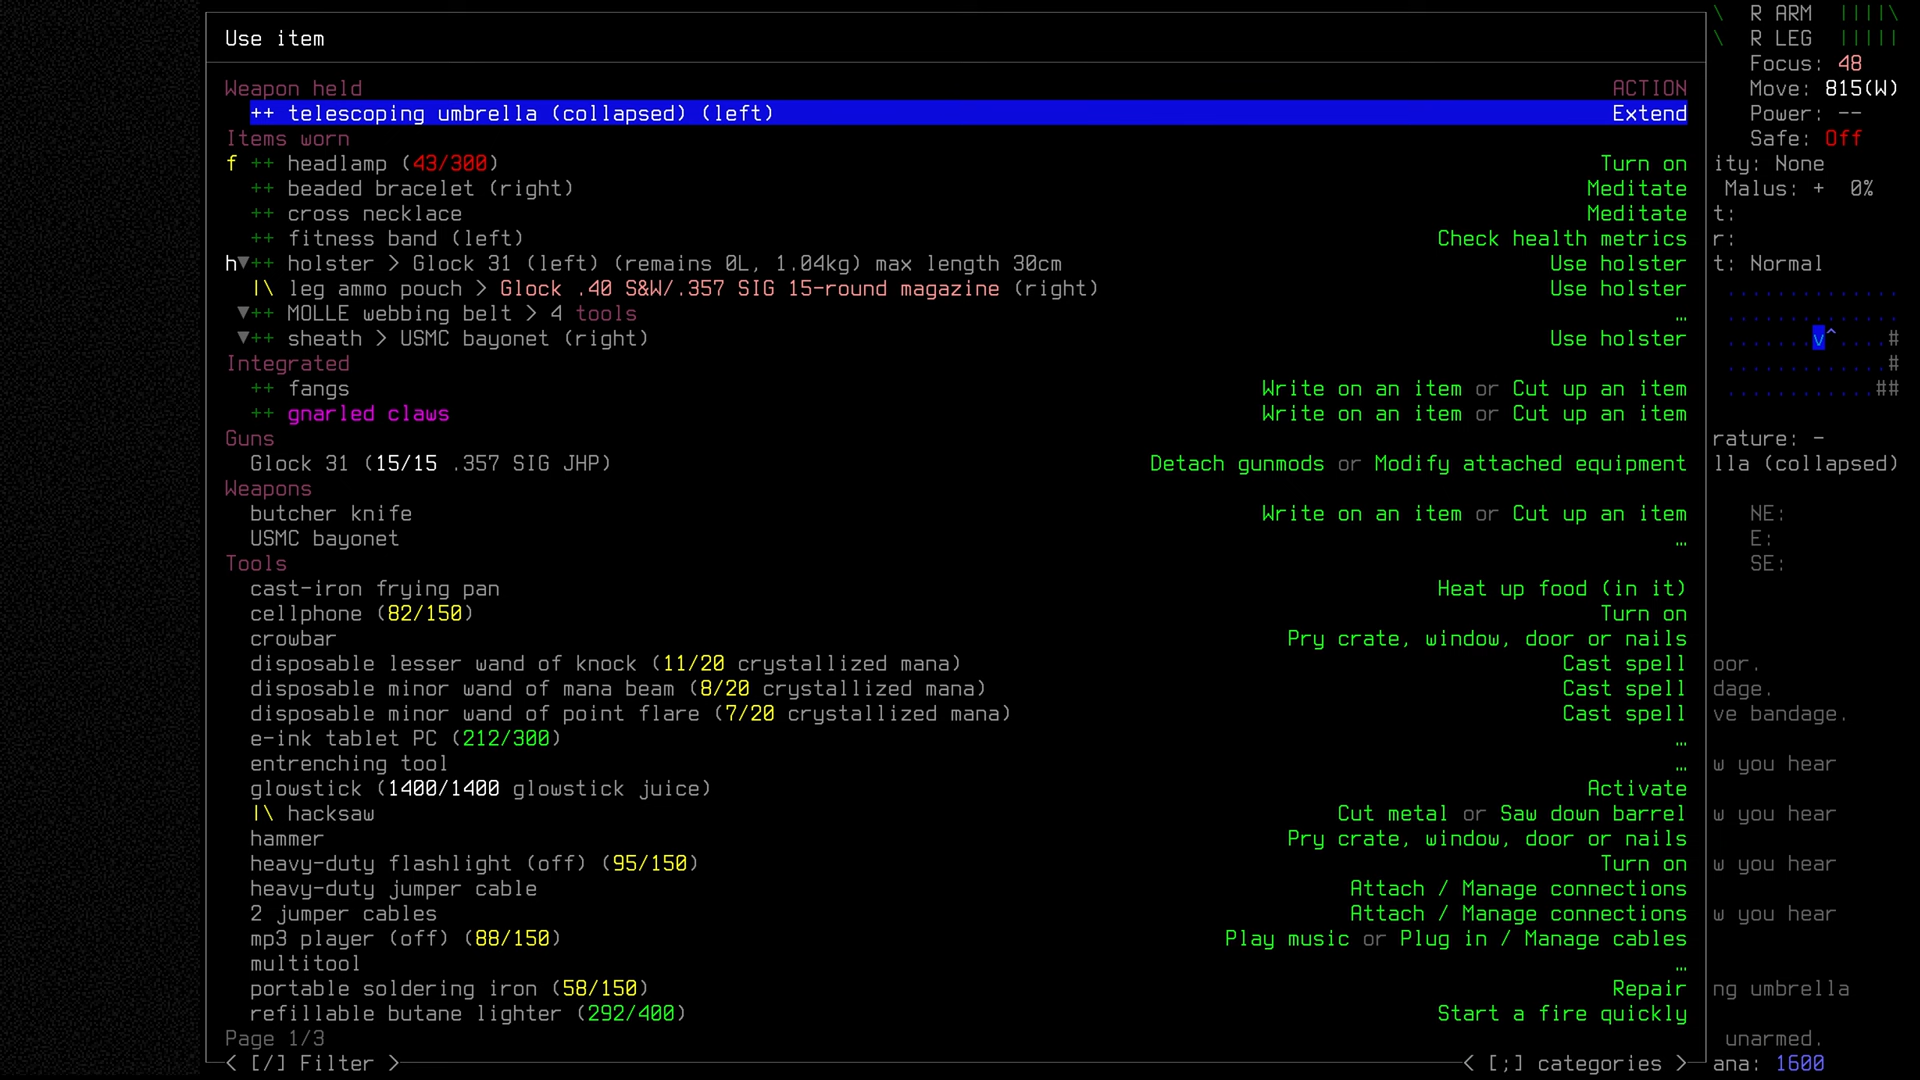 Use item
Weapon held ACTION
++ telescoping umbrella (collapsed) (left) Extend
Items worn
f ++ headlamp (43/300) Turn on
++ beaded bracelet (right) Meditate
++ cross necklace Meditate
++ fitness band (left) Check health metrics
h▼++ holster > Glock 31 (left) (remains 0L, 1.04kg) max length 30cm Use holster
|\ leg ammo pouch > Glock .40 S&W/.357 SIG 15-round magazine (right) Use holster
▼++ MOLLE webbing belt > 4 tools …
▼++ sheath > USMC bayonet (right) Use holster
Integrated
++ fangs Write on an item or Cut up an item
++ gnarled claws Write on an item or Cut up an item
Guns
Glock 31 (15/15 .357 SIG JHP) Detach gunmods or Modify attached equipment
Weapons
butcher knife Write on an item or Cut up an item
USMC bayonet …
Tools
cast-iron frying pan Heat up food (in it)
cellphone (82/150) Turn on
crowbar Pry crate, window, door or nails
disposable lesser wand of knock (11/20 crystallized mana) Cast spell
disposable minor wand of mana beam (8/20 crystallized mana) Cast spell
disposable minor wand of point flare (7/20 crystallized mana) Cast spell
e-ink tablet PC (212/300) …
entrenching tool …
glowstick (1400/1400 glowstick juice) Activate
|\ hacksaw Cut metal or Saw down barrel
hammer Pry crate, window, door or nails
heavy-duty flashlight (off) (95/150) Turn on
heavy-duty jumper cable Attach / Manage connections
2 jumper cables Attach / Manage connections
mp3 player (off) (88/150) Play music or Plug in / Manage cables
multitool …
portable soldering iron (58/150) Repair
refillable butane lighter (292/400) Start a fire quickly
Page 1/3
< [/] Filter > < [;] categories >
\ R ARM ||||\
\ R LEG |||||
Focus: 48
Move: 815(W)
Power: --
Safe: Off
ity: None
Malus: + 0%
t:
r:
t: Normal
.............
.............
.......v^....#
............#
............##
rature: -
lla (collapsed)
NE:
E:
SE:
oor.
dage.
ve bandage.
w you hear
w you hear
w you hear
w you hear
ng umbrella
unarmed.
ana: 1600